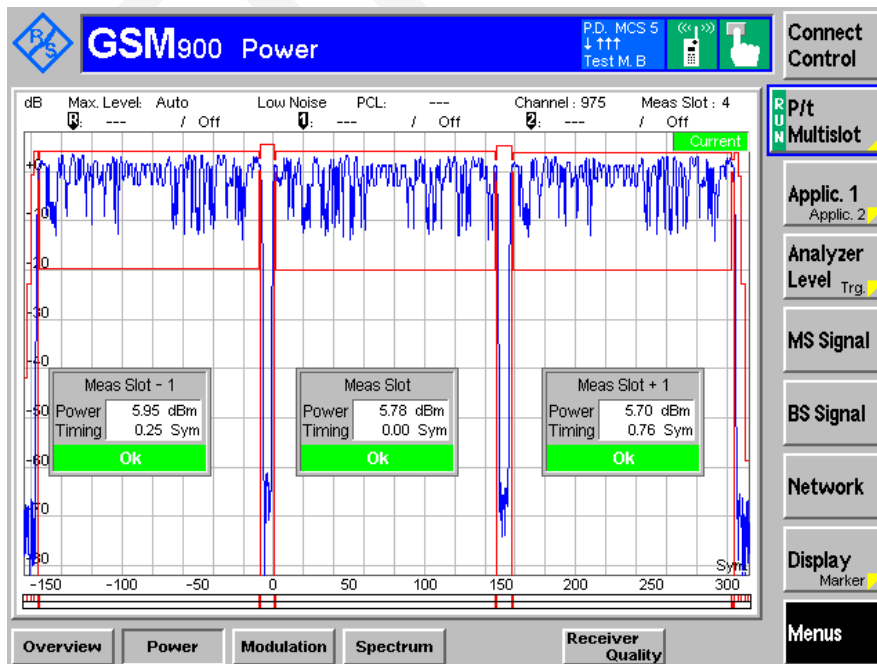 R/S
GSM900 Power
P.D. MCS 5
↓ ↑↑↑
Test M. B
Connect
Control
dB Max. Level: Auto Low Noise PCL: --- Channel : 975 Meas Slot : 4
R: --- / Off 1: --- / Off 2: --- / Off
Current
RUN
P/t
Multislot
Applic. 1
Applic. 2
Analyzer
Level Trg.
MS Signal
BS Signal
Network
Display
Marker
Menus
+0
-10
-20
-30
-40
-50
-60
-70
-80
Meas Slot - 1
Power 5.95 dBm
Timing 0.25 Sym
Ok
Meas Slot
Power 5.78 dBm
Timing 0.00 Sym
Ok
Meas Slot + 1
Power 5.70 dBm
Timing 0.76 Sym
Ok
Sym
-150 -100 -50 0 50 100 150 200 250 300
Overview Power Modulation Spectrum Receiver
Quality